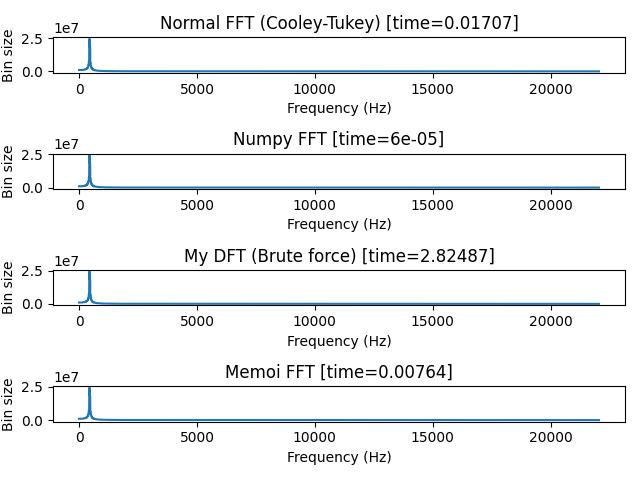 Normal FFT (Cooley-Tukey) [time=0.01707]
1e7
2.5
0.0
Bin size
0 5000 10000 15000 20000
Frequency (Hz)
Numpy FFT [time=6e-05]
1e7
2.5
0.0
Bin size
0 5000 10000 15000 20000
Frequency (Hz)
My DFT (Brute force) [time=2.82487]
1e7
2.5
0.0
Bin size
0 5000 10000 15000 20000
Frequency (Hz)
Memoi FFT [time=0.00764]
1e7
2.5
0.0
Bin size
0 5000 10000 15000 20000
Frequency (Hz)